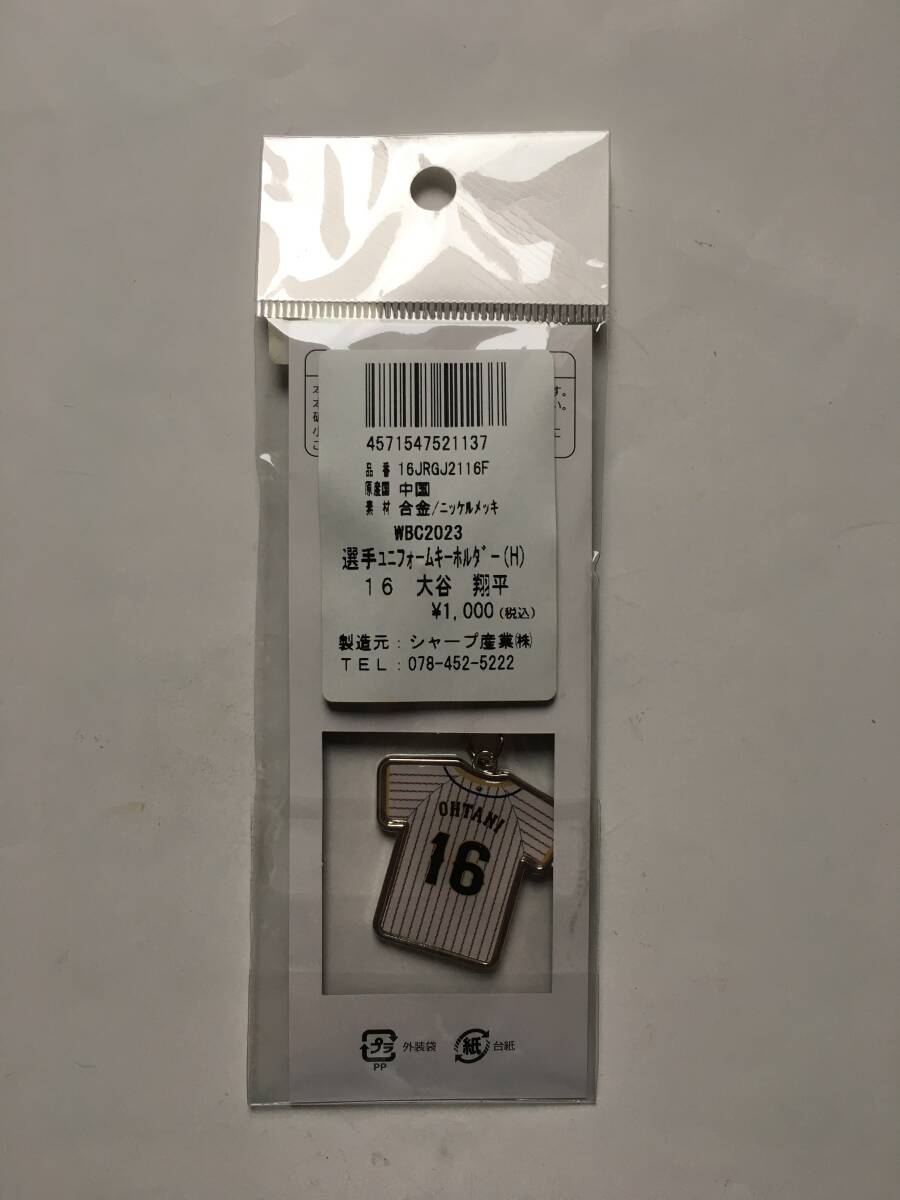 4571547521137
品番 16JRGJ2116F
原産国 中国
素材 合金/ニッケルメッキ
WBC2023
選手ユニフォームキーホルダー(H)
16 大谷 翔平
¥1,000(税込)
製造元:シャープ産業㈱
TEL:078-452-5222
OHTANI
16
プラ 外装袋 紙 台紙
PP